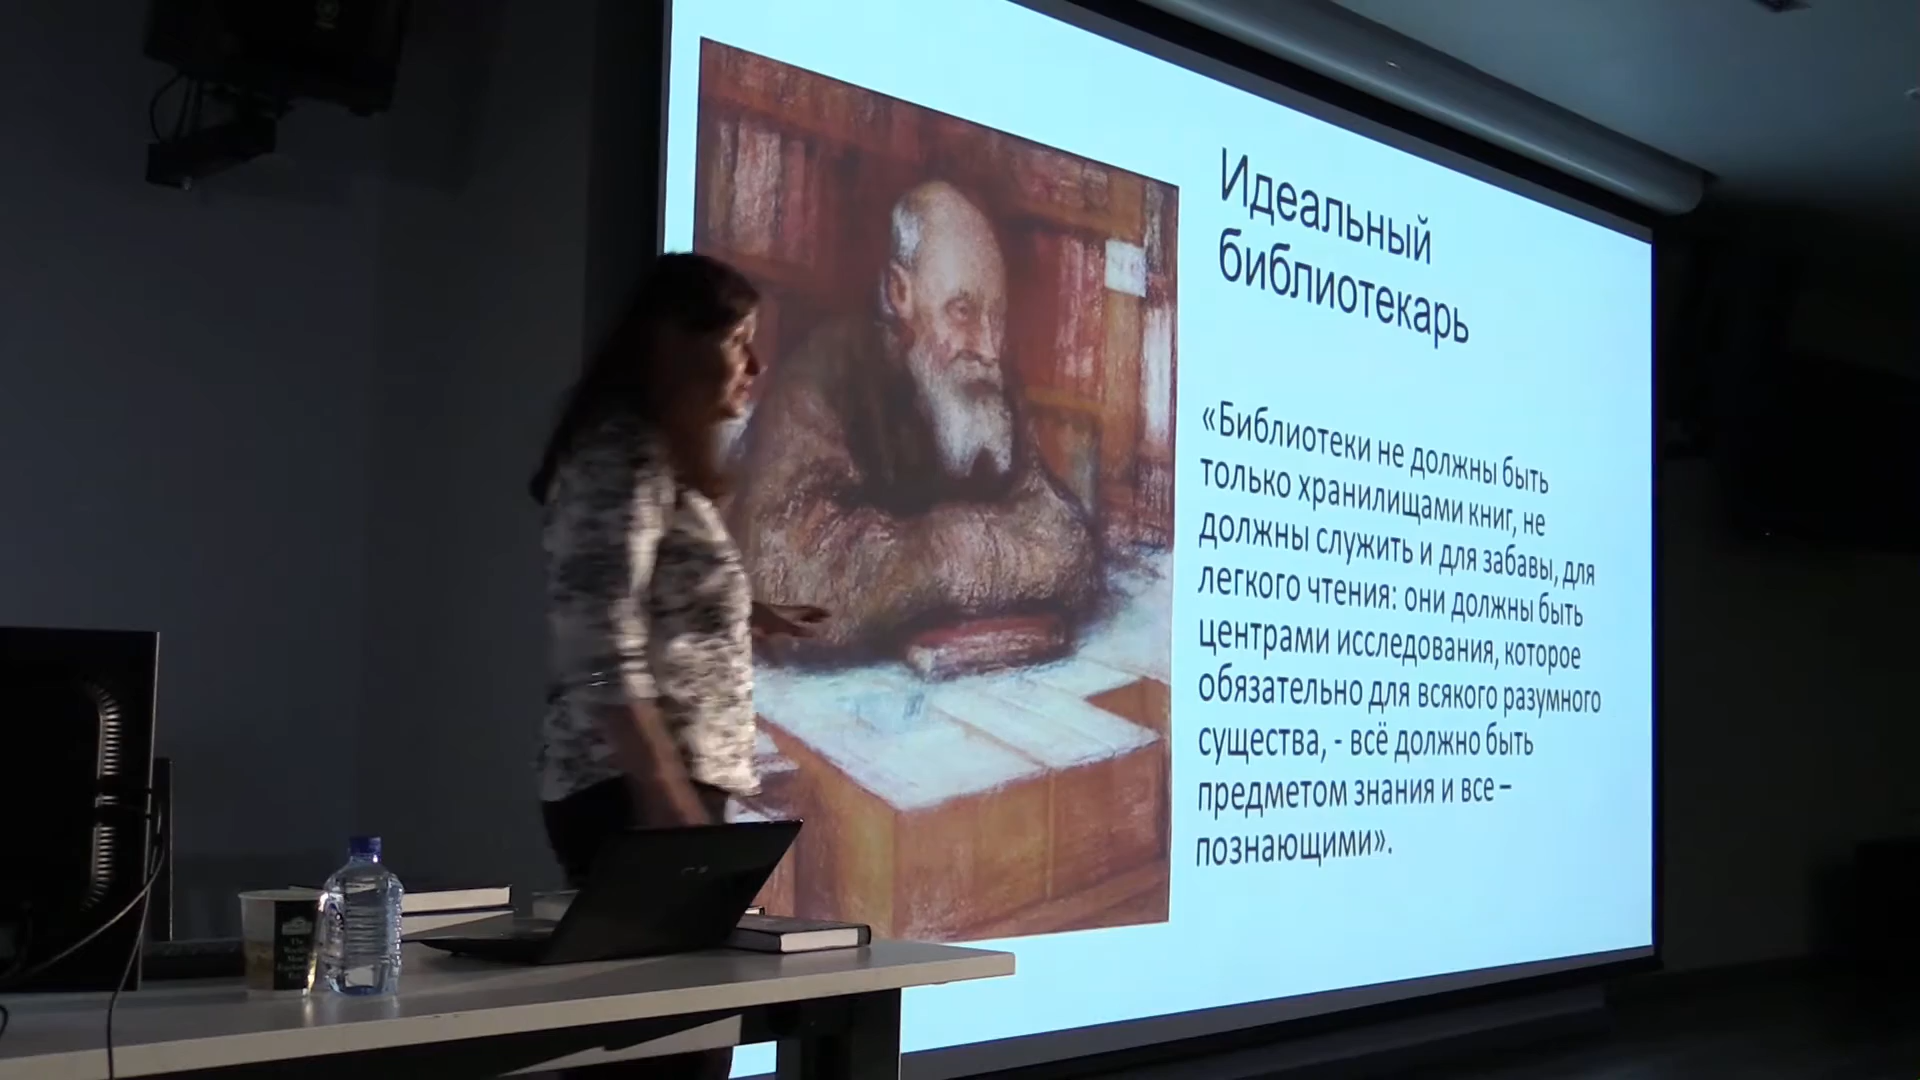 Идеальный
библиотекарь
«Библиотеки не должны быть
только хранилищами книг, не
должны служить и для забавы, для
легкого чтения: они должны быть
центрами исследования, которое
обязательно для всякого разумного
существа, - всё должно быть
предметом знания и все –
познающими».